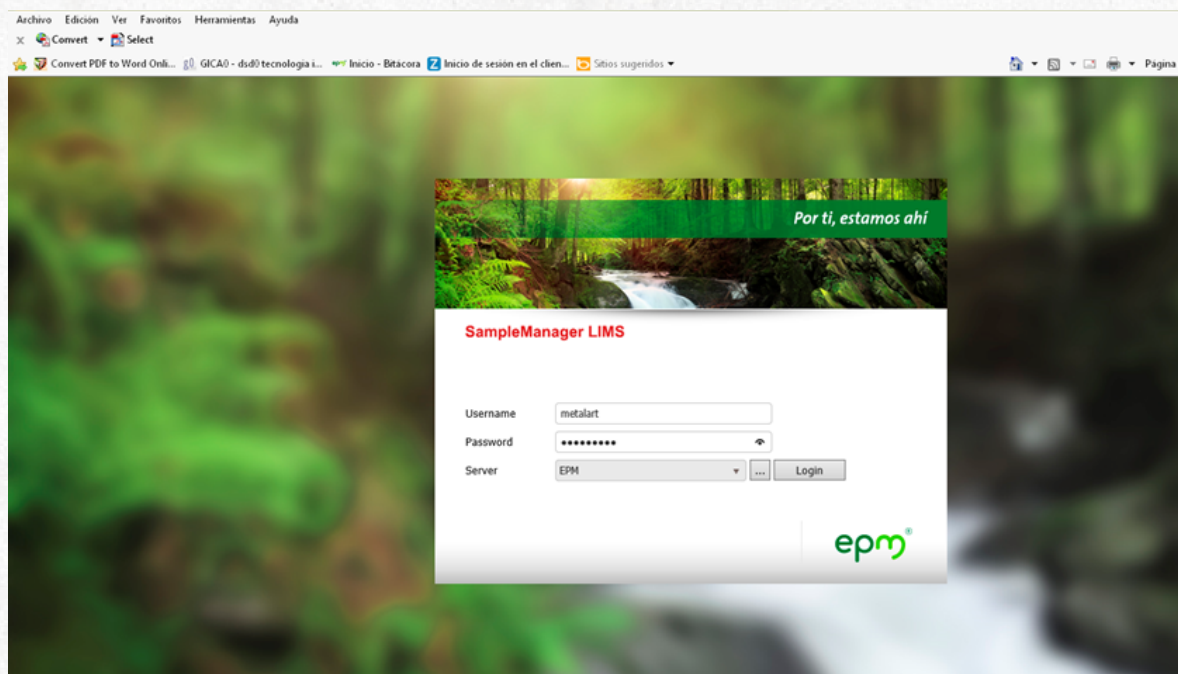 Archivo Edición Ver Favoritos Herramientas Ayuda
x Convert Select
Convert PDF to Word Onli... GICA0 - dsd0 tecnologia i... Inicio - Bitácora Inicio de sesión en el clien... Sitios sugeridos Página
Por ti, estamos ahí
SampleManager LIMS
Username metalart
Password •••••••••
Server EPM ... Login
epm®